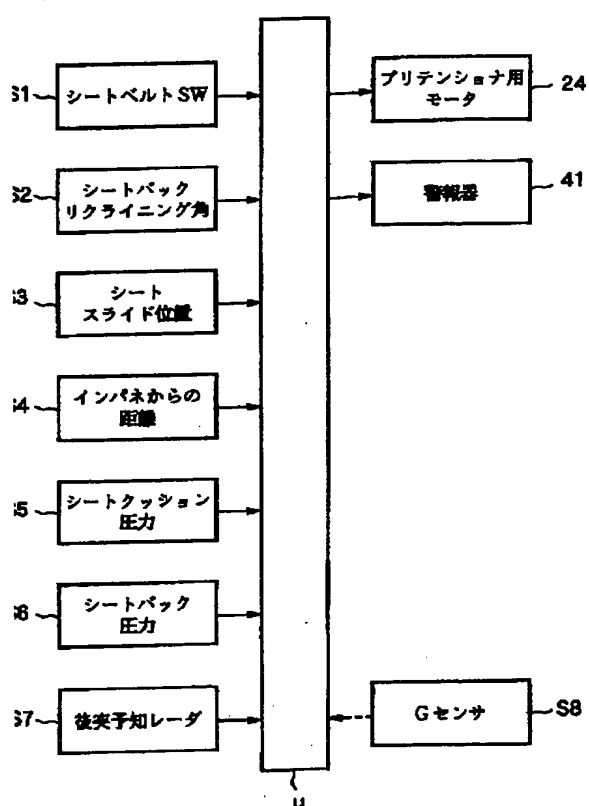 S1
シートベルトSW
プリテンショナ用
モータ
24
S2
シートバック
リクライニング角
警報器
41
S3
シート
スライド位置
S4
インパネからの
距離
S5
シートクッション
圧力
S6
シートバック
圧力
S7
後突予知レーダ
Gセンサ
S8
U